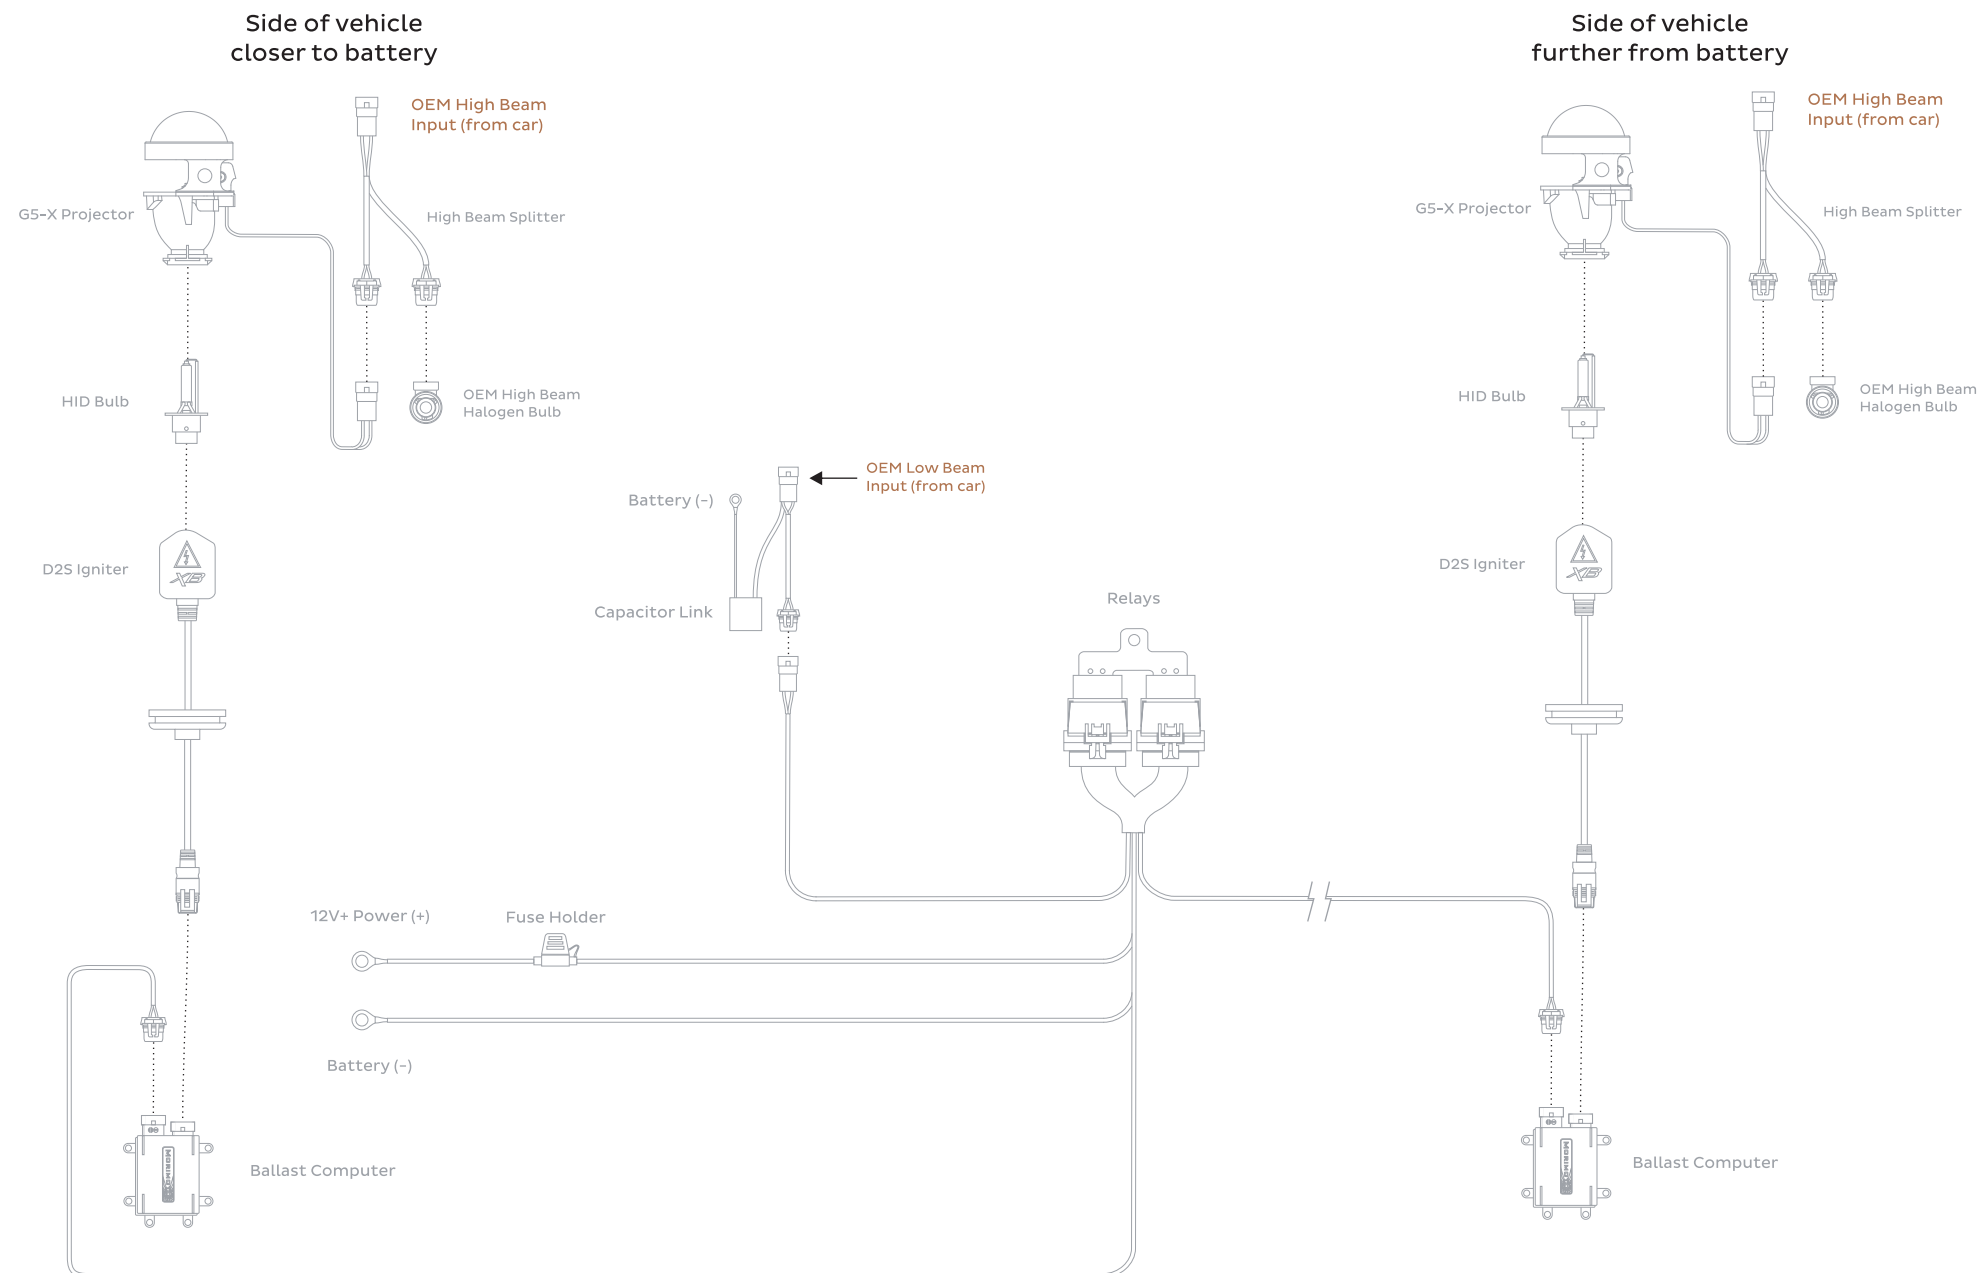 Side of vehicle
closer to battery
Side of vehicle
further from battery
OEM High Beam
Input (from car)
OEM High Beam
Input (from car)
G5-X Projector
High Beam Splitter
G5-X Projector
High Beam Splitter
HID Bulb
OEM High Beam
Halogen Bulb
HID Bulb
OEM High Beam
Halogen Bulb
OEM Low Beam
Input (from car)
Battery (-)
D2S Igniter
XB
D2S Igniter
XB
Capacitor Link
Relays
12V+ Power (+)
Fuse Holder
Battery (-)
Ballast Computer
Ballast Computer